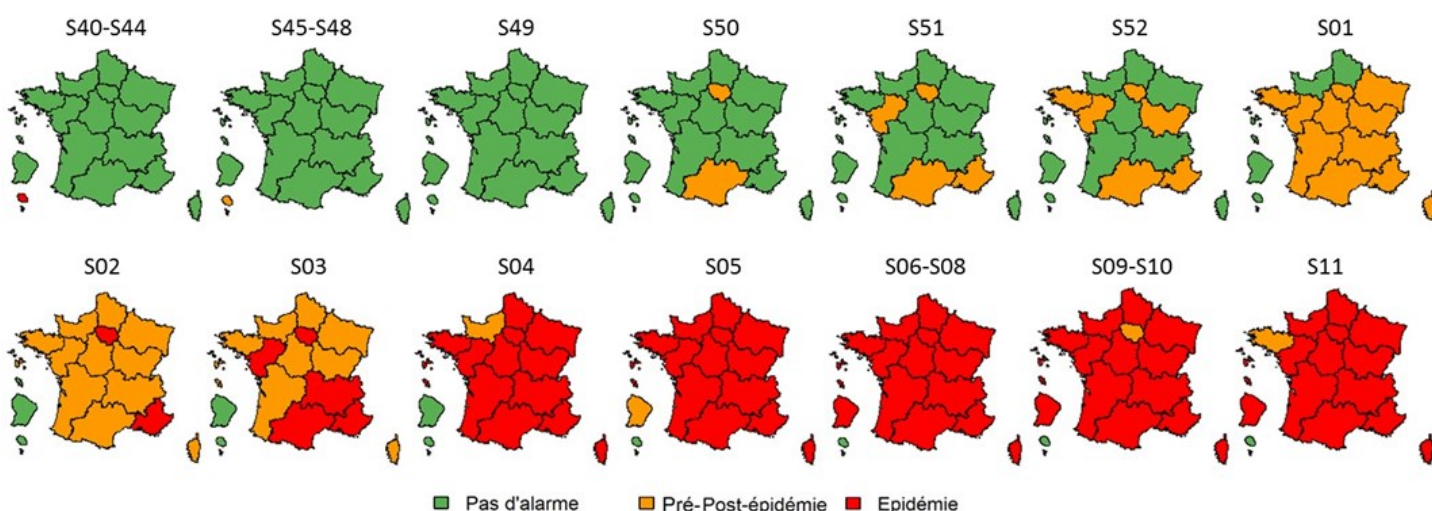 S40-S44 S45-S48 S49 S50 S51 S52 S01
S02 S03 S04 S05 S06-S08 S09-S10 S11
Pas d'alarme Pré-Post-épidémie Epidémie